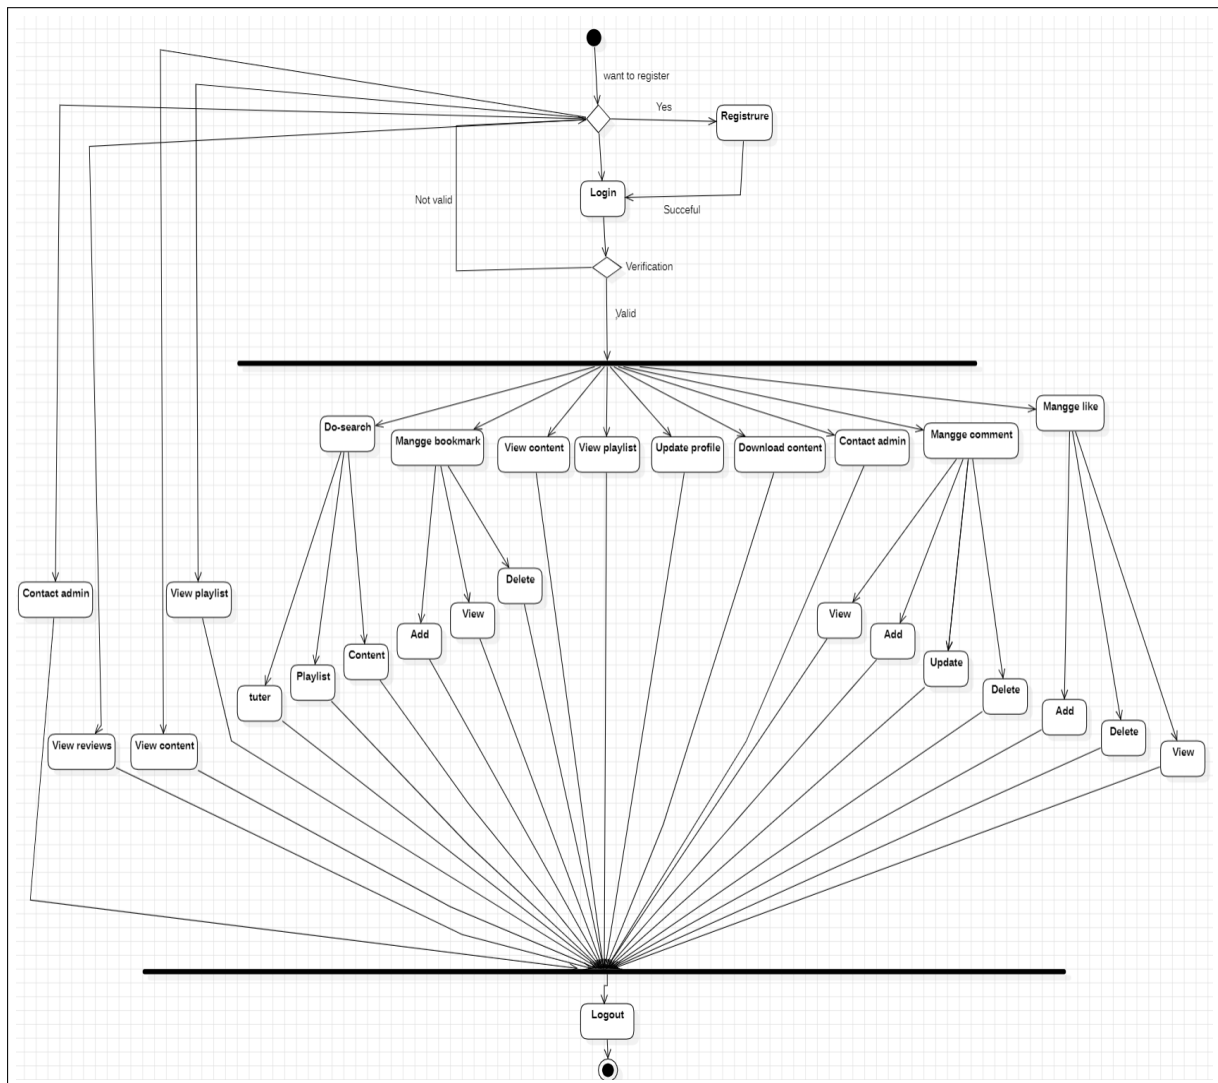 want to register
Yes
Registrure
Login
Not valid
Succeful
Verification
Valid
Mangge like
Do-search
Mangge bookmark
View content
View playlist
Update profile
Download content
Contact admin
Mangge comment
Contact admin
View playlist
Delete
View
Add
Content
Playlist
tuter
View
Add
Update
Delete
Add
Delete
View
View reviews
View content
Logout